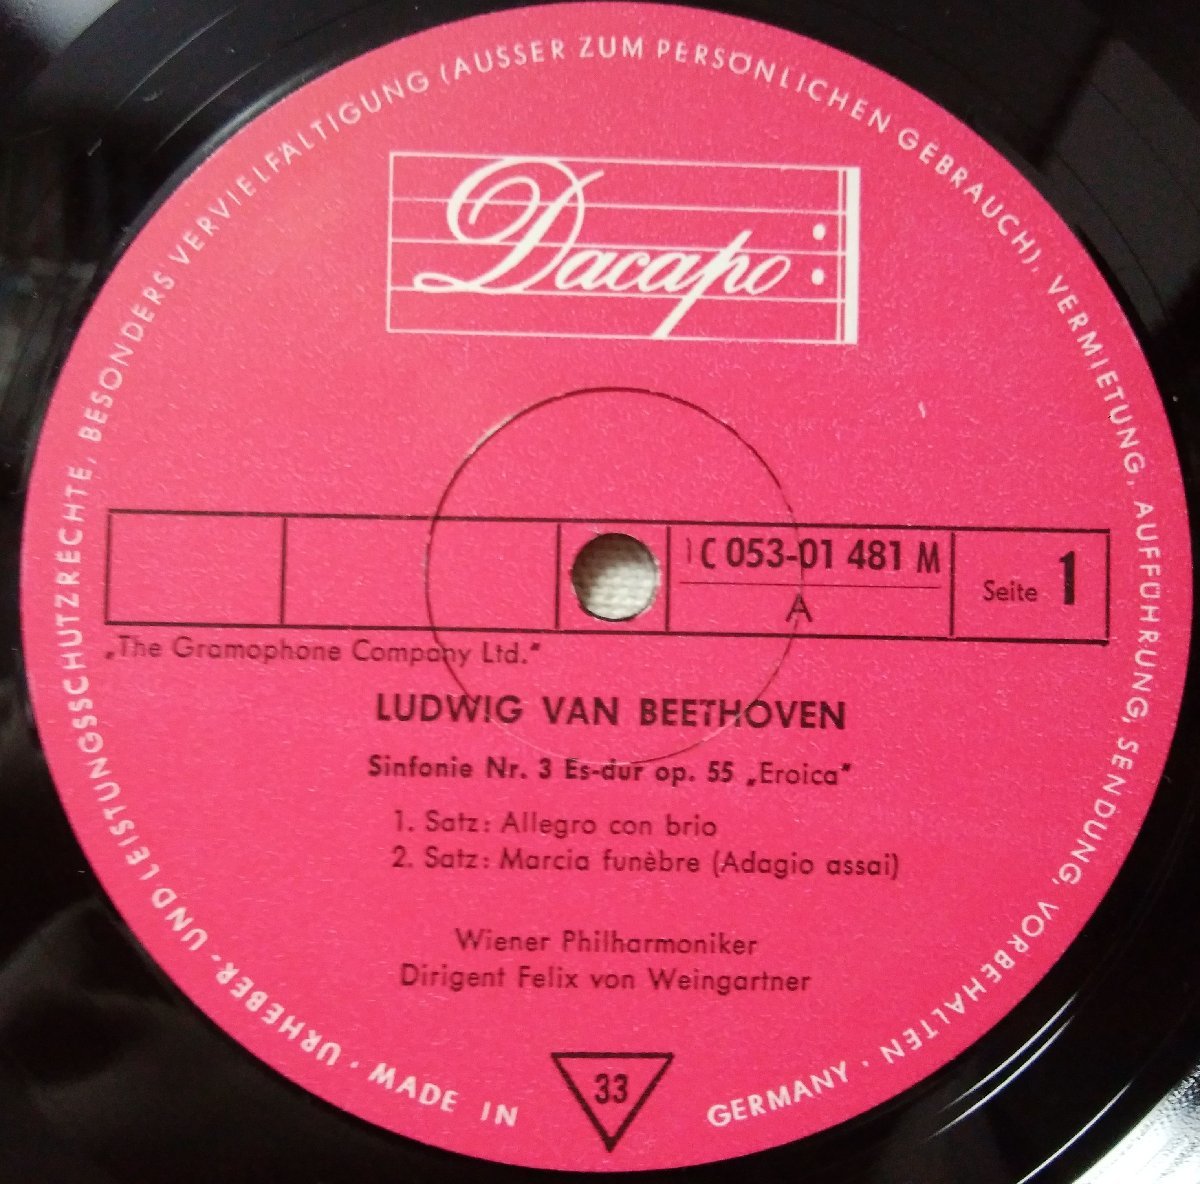 URHEBER- UND LEISTUNGSSCHUTZRECHTE, BESONDERS VERVIELFÄLTIGUNG (AUSSER ZUM PERSÖNLICHEN GEBRAUCH), VERMIETUNG, AUFFÜHRUNG, SENDUNG, VORBEHALTEN ·
Dacapo
1 C 053-01 481 M
A
Seite 1
„The Gramophone Company Ltd.“
LUDWIG VAN BEETHOVEN
Sinfonie Nr. 3 Es-dur op. 55 „Eroica“
1. Satz: Allegro con brio
2. Satz: Marcia funèbre (Adagio assai)
Wiener Philharmoniker
Dirigent Felix von Weingartner
33
· MADE IN GERMANY ·